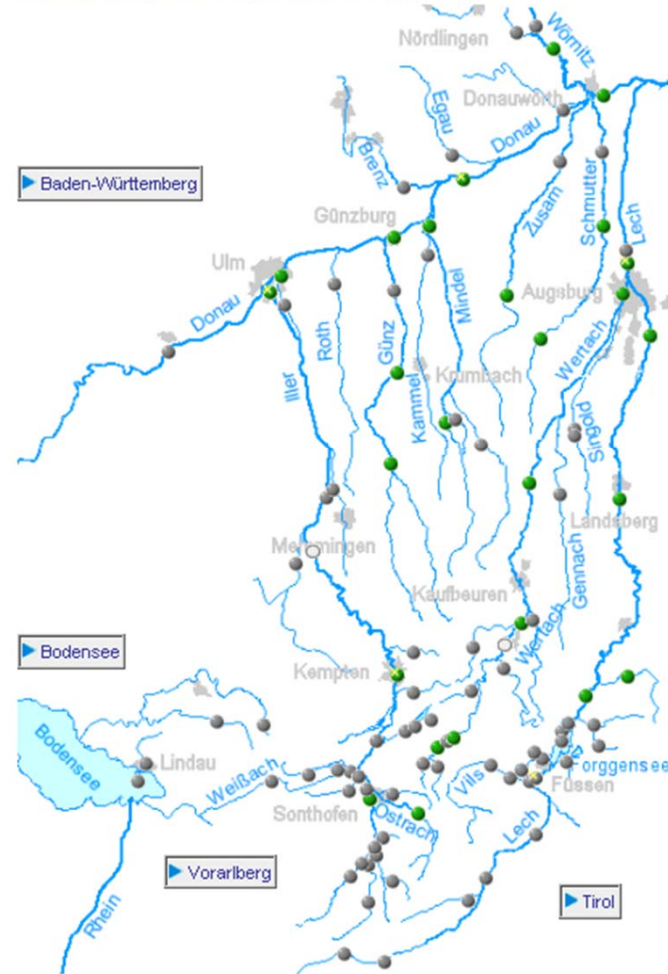 Nördlingen
Wörnitz
Donauwörth
Egau
Donau
Brenz
Baden-Württemberg
Zusam
Schmutter
Lech
Günzburg
Ulm
Mindel
Augsburg
Donau
Roth
Günz
Wertach
Iller
Krumbach
Kammel
Singold
Landsberg
Memmingen
Gennach
Kaufbeuren
Wertach
Bodensee
Kempten
Bodensee
Lindau
Weißach
Vils
orggensee
Füssen
Sonthofen
Ostrach
Lech
Vorarlberg
Tirol
Rhein